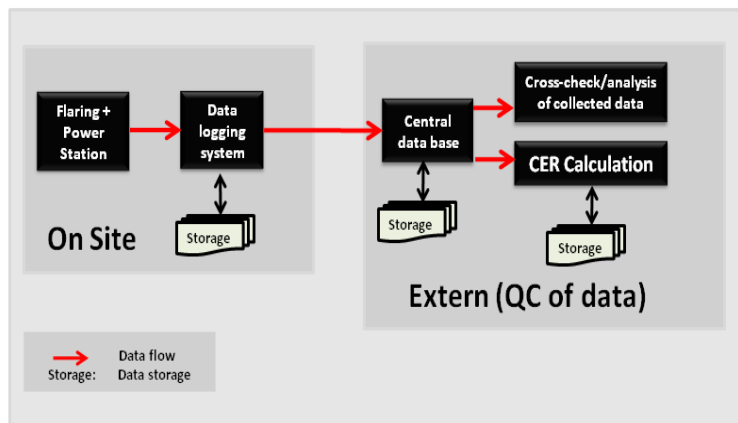 Flaring +
Power
Station
Data
logging
system
Storage
On Site
Central
data base
Storage
Cross-check/analysis
of collected data
CER Calculation
Storage
Extern (QC of data)
Data flow
Storage: Data storage